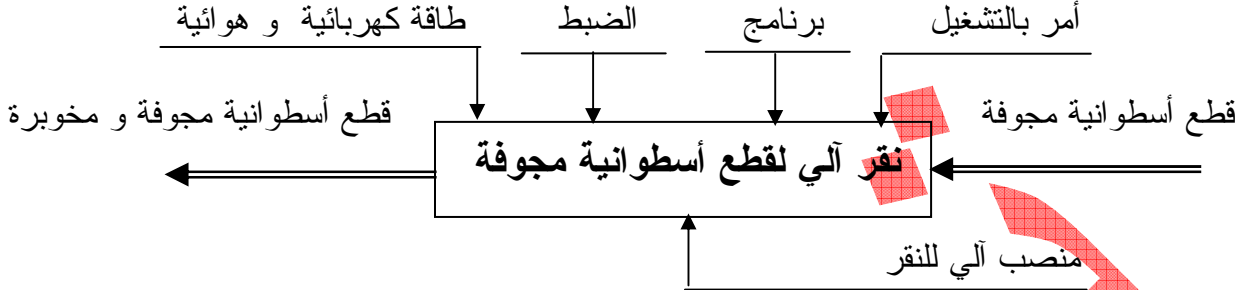 أمر بالتشغيل
برنامج
الضبط
طاقة كهربائية و هوائية
قطع أسطوانية مجوفة
قطع أسطوانية مجوفة و مخوبرة
نقر آلي لقطع أسطوانية مجوفة
منصب آلي للنقر